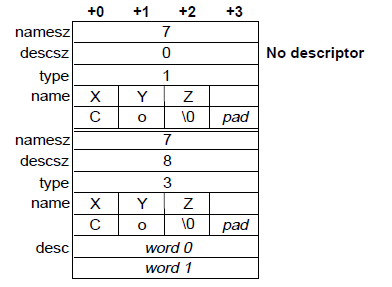 +0 +1 +2 +3
namesz 7
descsz 0 No descriptor
type 1
name X Y Z
C o \0 pad
namesz 7
descsz 8
type 3
name X Y Z
C o \0 pad
desc word 0
word 1